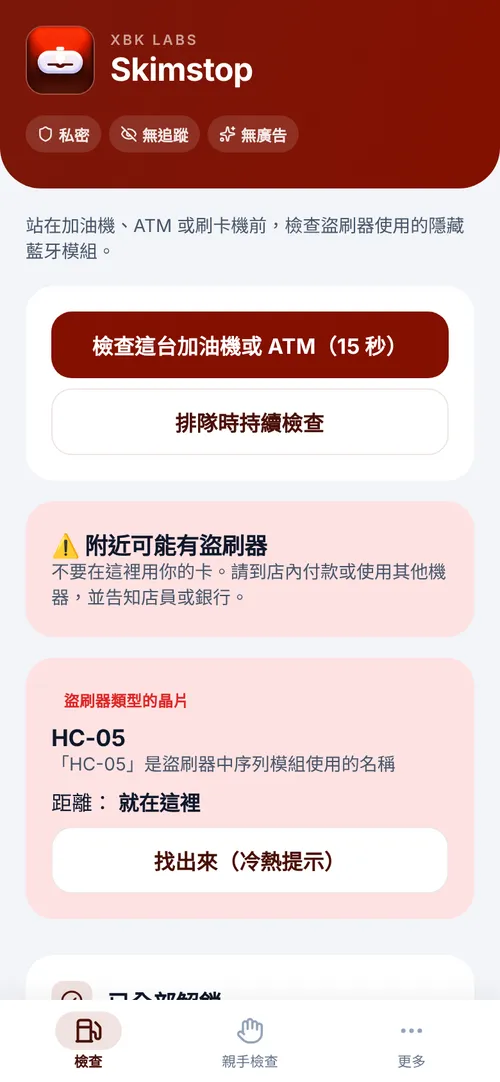 XBK LABS
Skimstop
私密
無追蹤
無廣告
站在加油機、ATM 或刷卡機前，檢查盜刷器使用的隱藏
藍牙模組。
檢查這台加油機或 ATM（15 秒）
排隊時持續檢查
⚠️ 附近可能有盜刷器
不要在這裡用你的卡。請到店內付款或使用其他機
器，並告知店員或銀行。
盜刷器類型的晶片
HC-05
「HC-05」是盜刷器中序列模組使用的名稱
距離： 就在這裡
找出來（冷熱提示）
已全部解鎖
檢查
親手檢查
更多